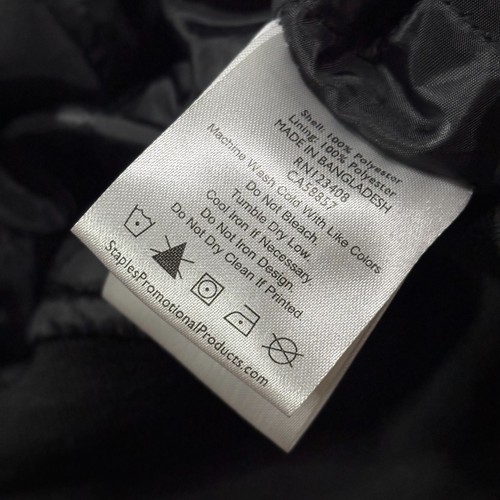 Shell: 100% Polyester
Lining: 100% Polyester
MADE IN BANGLADESH
RN123408
CA59857
Machine Wash Cold With Like Colors
Do Not Bleach.
Tumble Dry Low.
Cool Iron if Necessary.
Do Not Iron Design.
Do Not Dry Clean If Printed.
StaplesPromotionalProducts.com